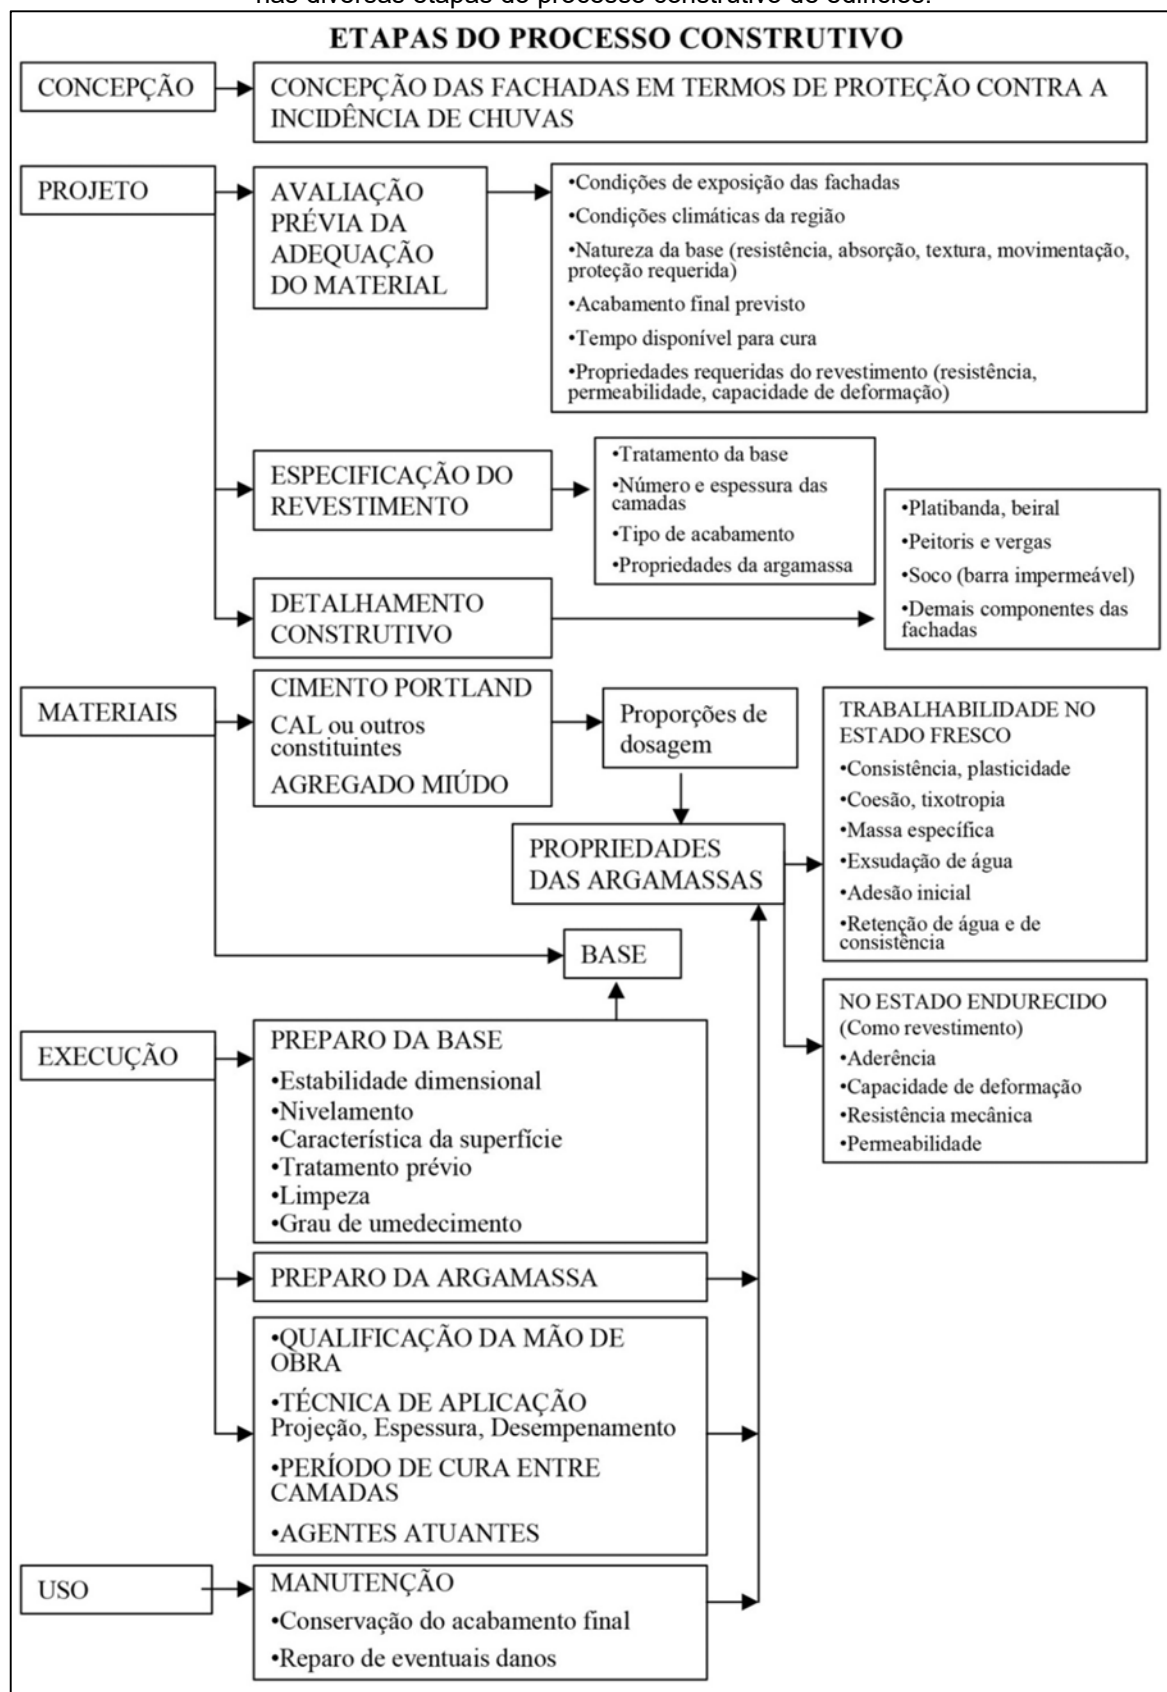 nas diversas etapas do processo construtivo de edifícios.
ETAPAS DO PROCESSO CONSTRUTIVO
CONCEPÇÃO
CONCEPÇÃO DAS FACHADAS EM TERMOS DE PROTEÇÃO CONTRA A
INCIDÊNCIA DE CHUVAS
PROJETO
AVALIAÇÃO
PRÉVIA DA
ADEQUAÇÃO
DO MATERIAL
•Condições de exposição das fachadas
•Condições climáticas da região
•Natureza da base (resistência, absorção, textura, movimentação,
proteção requerida)
•Acabamento final previsto
•Tempo disponível para cura
•Propriedades requeridas do revestimento (resistência,
permeabilidade, capacidade de deformação)
ESPECIFICAÇÃO DO
REVESTIMENTO
•Tratamento da base
•Número e espessura das
camadas
•Tipo de acabamento
•Propriedades da argamassa
DETALHAMENTO
CONSTRUTIVO
•Platibanda, beiral
•Peitoris e vergas
•Soco (barra impermeável)
•Demais componentes das
fachadas
MATERIAIS
CIMENTO PORTLAND
CAL ou outros
constituintes
AGREGADO MIÚDO
Proporções de
dosagem
PROPRIEDADES
DAS ARGAMASSAS
TRABALHABILIDADE NO
ESTADO FRESCO
•Consistência, plasticidade
•Coesão, tixotropia
•Massa específica
•Exsudação de água
•Adesão inicial
•Retenção de água e de
consistência
BASE
NO ESTADO ENDURECIDO
(Como revestimento)
•Aderência
•Capacidade de deformação
•Resistência mecânica
•Permeabilidade
EXECUÇÃO
PREPARO DA BASE
•Estabilidade dimensional
•Nivelamento
•Característica da superfície
•Tratamento prévio
•Limpeza
•Grau de umedecimento
PREPARO DA ARGAMASSA
•QUALIFICAÇÃO DA MÃO DE
OBRA
•TÉCNICA DE APLICAÇÃO
Projeção, Espessura, Desempenamento
•PERÍODO DE CURA ENTRE
CAMADAS
•AGENTES ATUANTES
USO
MANUTENÇÃO
•Conservação do acabamento final
•Reparo de eventuais danos